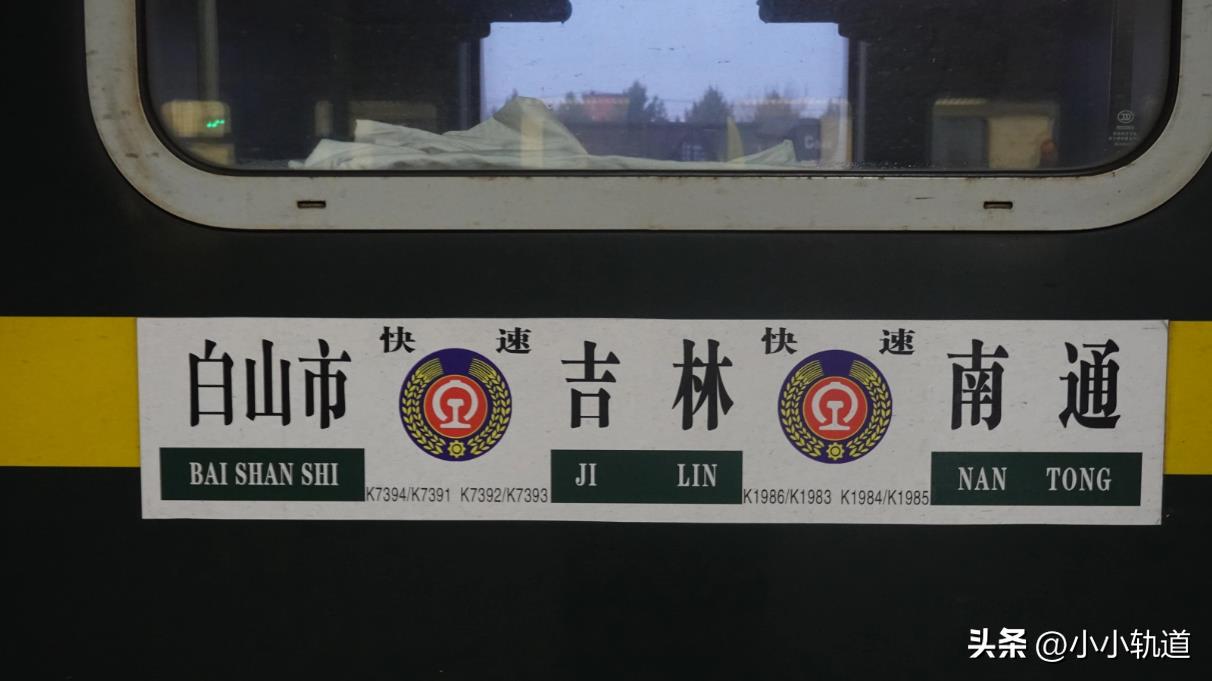 快 速 快 速
白山市 吉 林 南 通
BAI SHAN SHI JI LIN NAN TONG
K7394/K7391 K7392/K7393 K1986/K1983 K1984/K1985
头条 @小小轨道